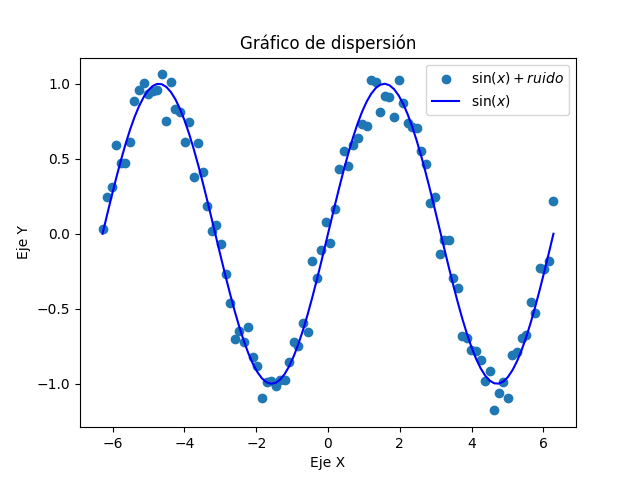 Gráfico de dispersión
sin(x) + ruido
sin(x)
1.0
0.5
0.0
−0.5
−1.0
Eje Y
−6 −4 −2 0 2 4 6
Eje X